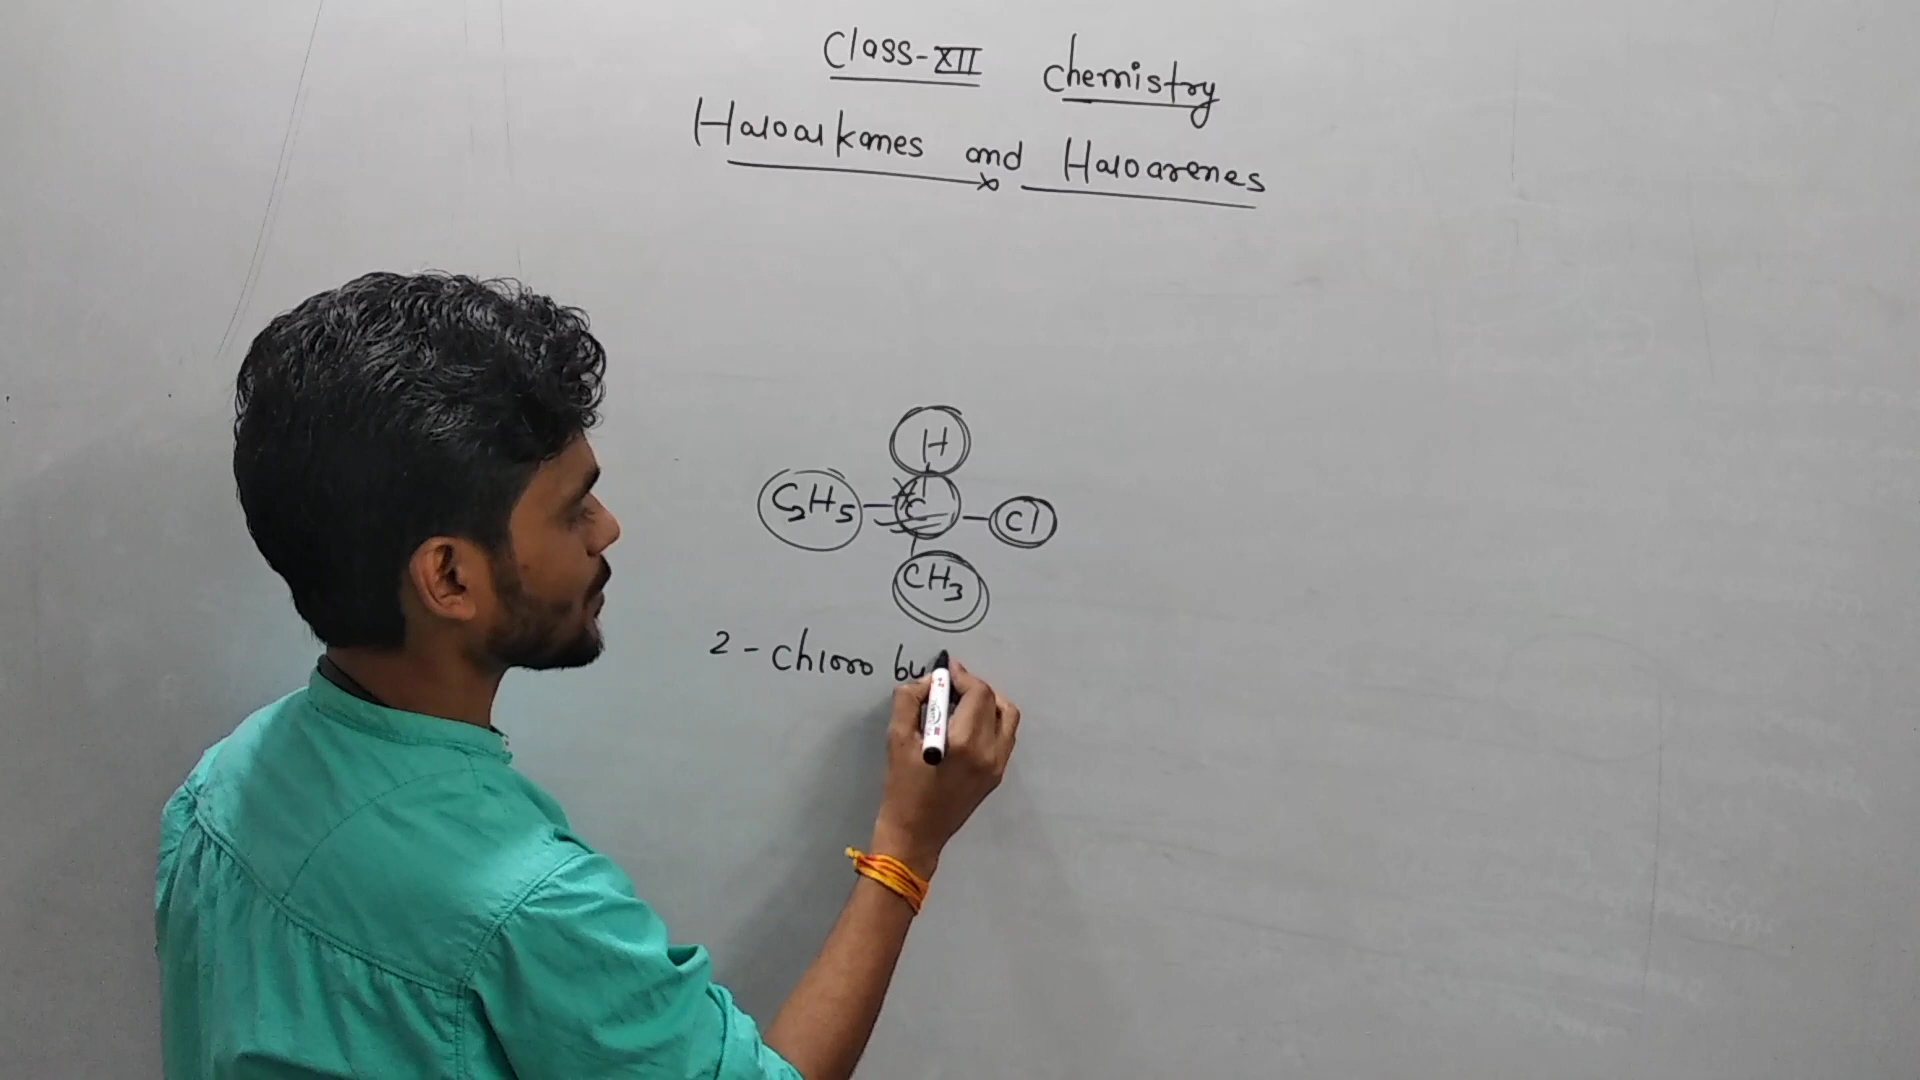 Class-XII Chemistry
Haloalkanes and Haloarenes
H
C₂H₅ - C* - Cl
CH₃
2 - Chloro bu